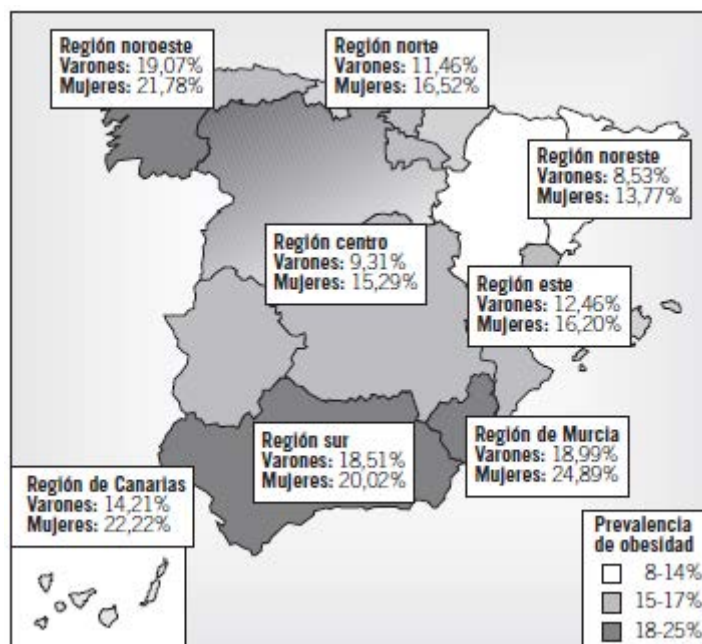 Región noroeste
Varones: 19,07%
Mujeres: 21,78%
Región norte
Varones: 11,46%
Mujeres: 16,52%
Región noreste
Varones: 8,53%
Mujeres: 13,77%
Región centro
Varones: 9,31%
Mujeres: 15,29%
Región este
Varones: 12,46%
Mujeres: 16,20%
Región sur
Varones: 18,51%
Mujeres: 20,02%
Región de Murcia
Varones: 18,99%
Mujeres: 24,89%
Región de Canarias
Varones: 14,21%
Mujeres: 22,22%
Prevalencia
de obesidad
8-14%
15-17%
18-25%